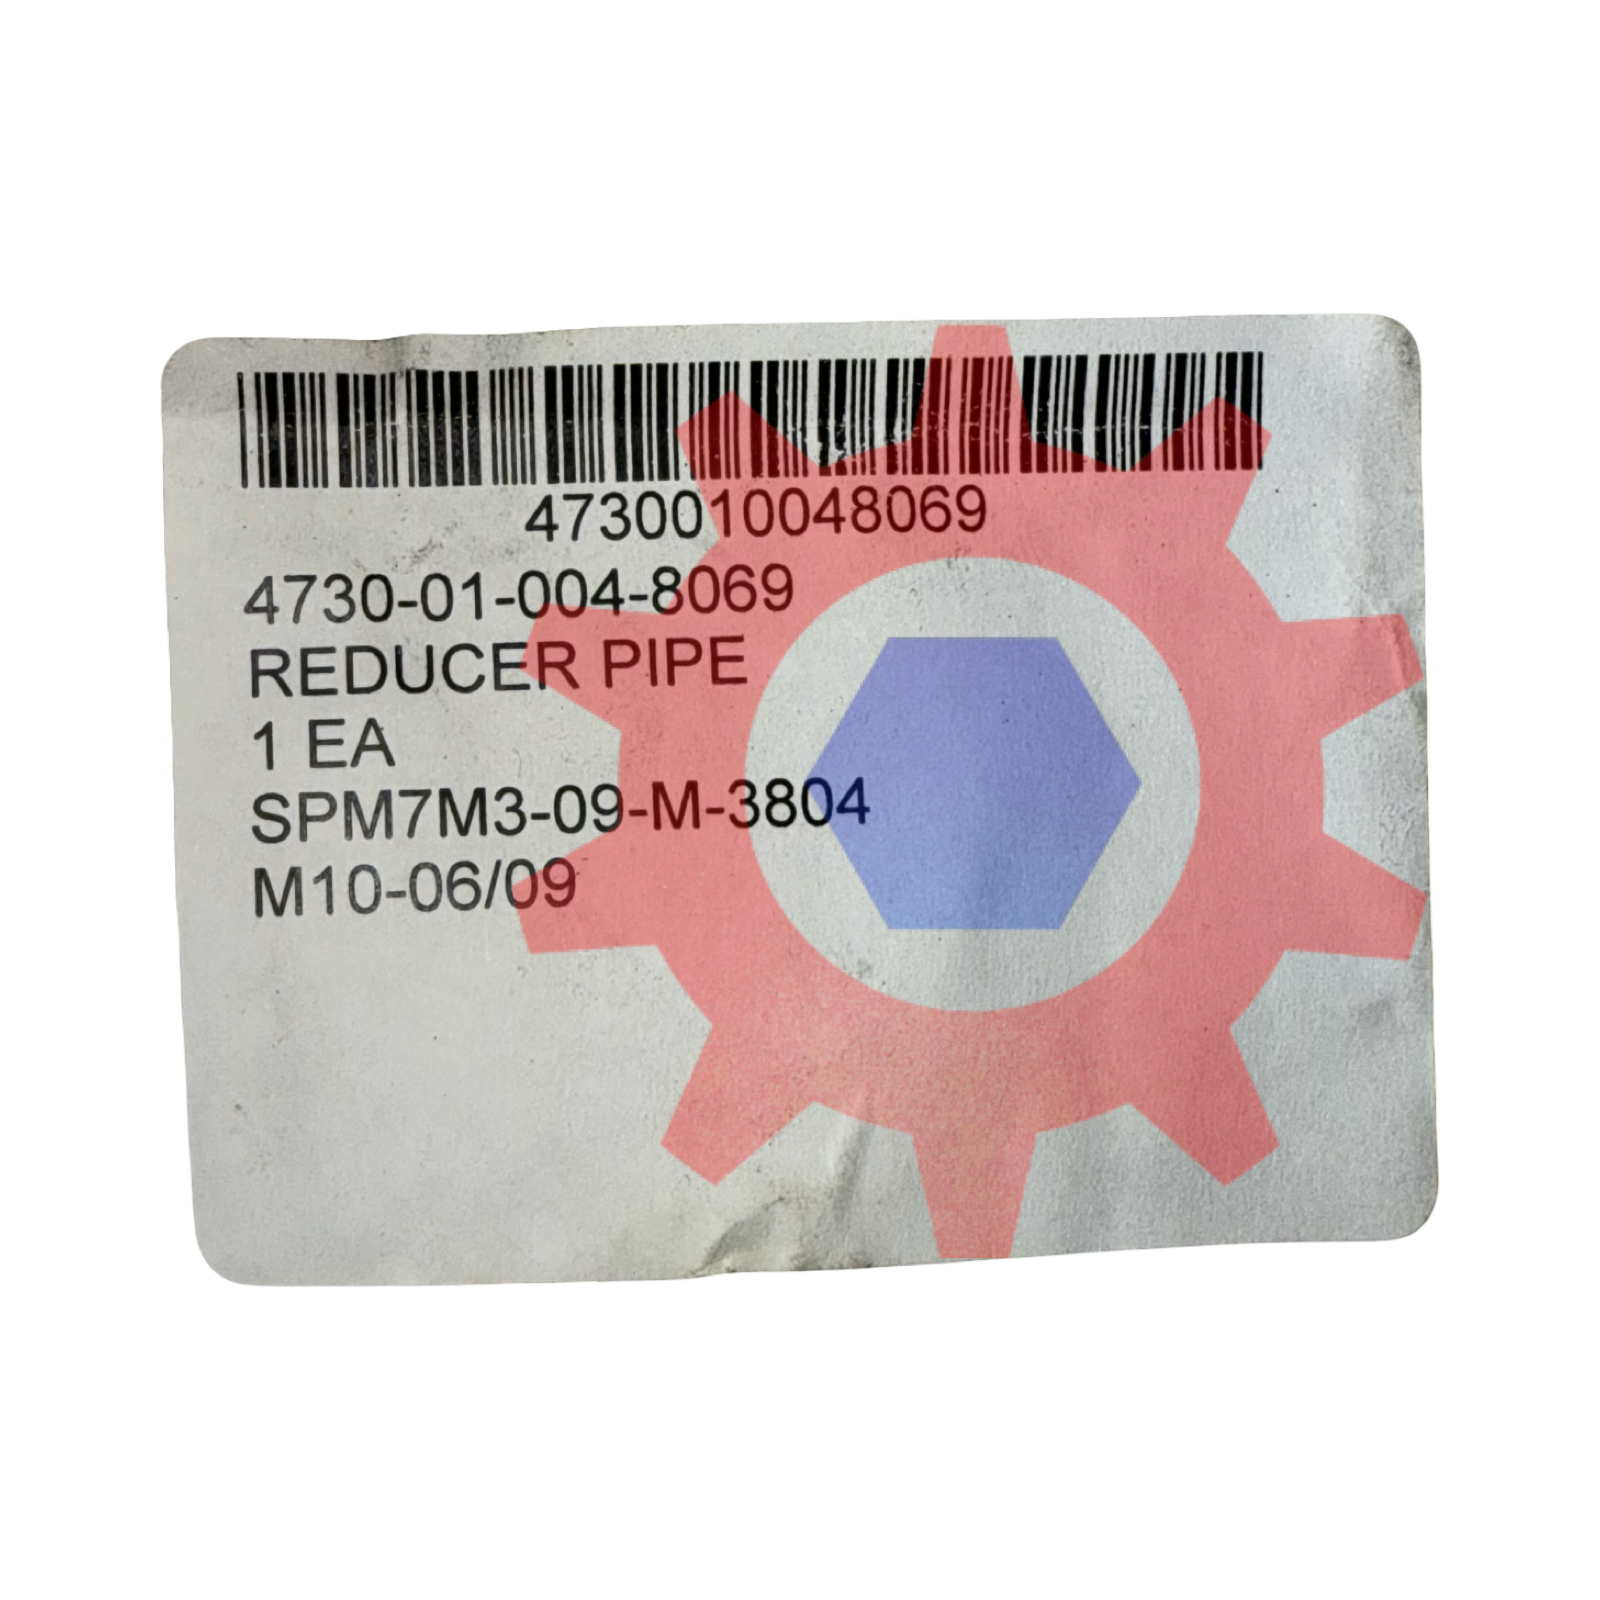 4730010048069
4730-01-004-8069
REDUCER PIPE
1 EA
SPM7M3-09-M-3804
M10-06/09